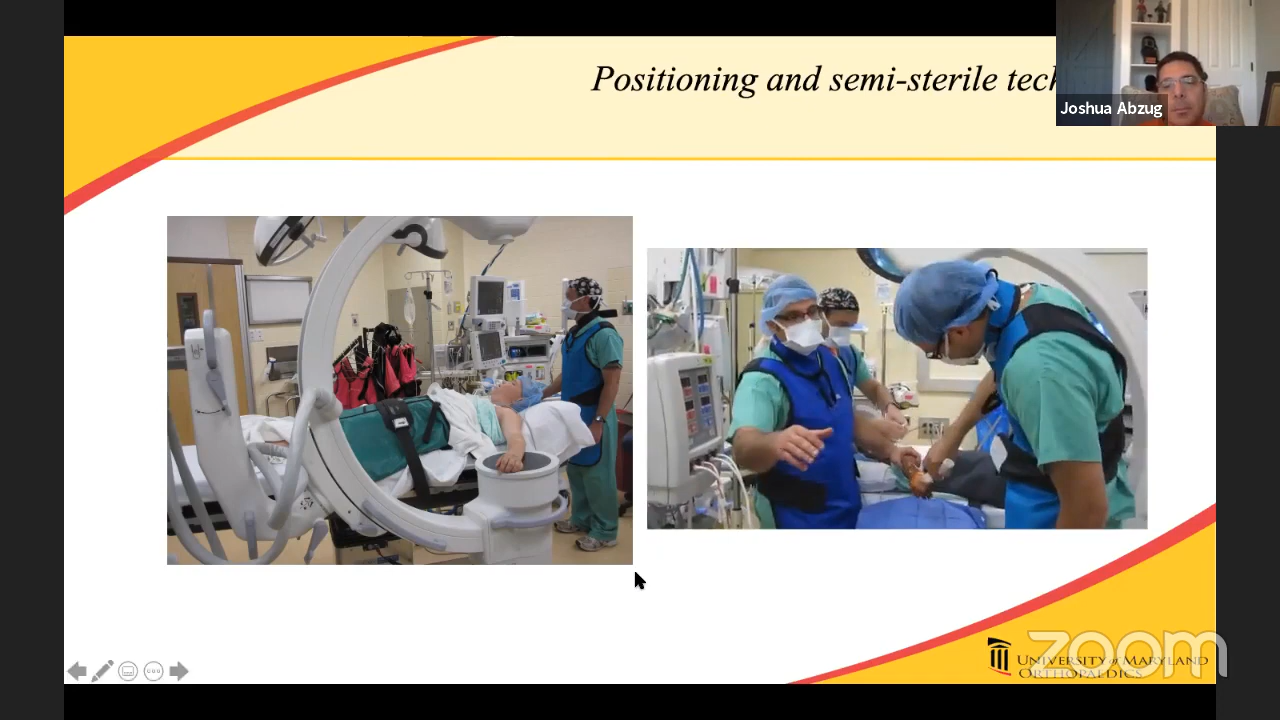 Positioning and semi-sterile tech
Joshua Abzug
zoom
UNIVERSITY of MARYLAND
ORTHOPAEDICS